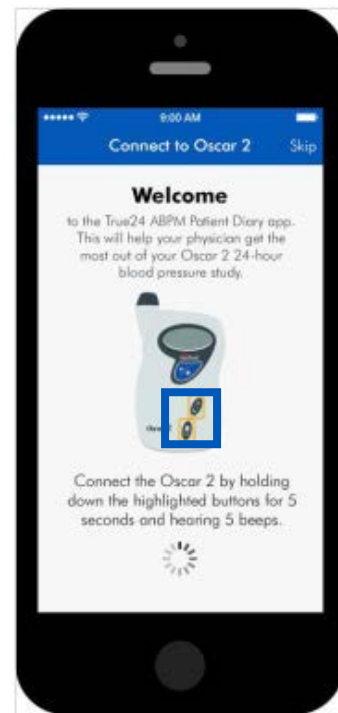 9:00 AM
Connect to Oscar 2 Skip
Welcome
to the True24 ABPM Patient Diary app.
This will help your physician get the
most out of your Oscar 2 24-hour
blood pressure study.
Connect the Oscar 2 by holding
down the highlighted buttons for 5
seconds and hearing 5 beeps.